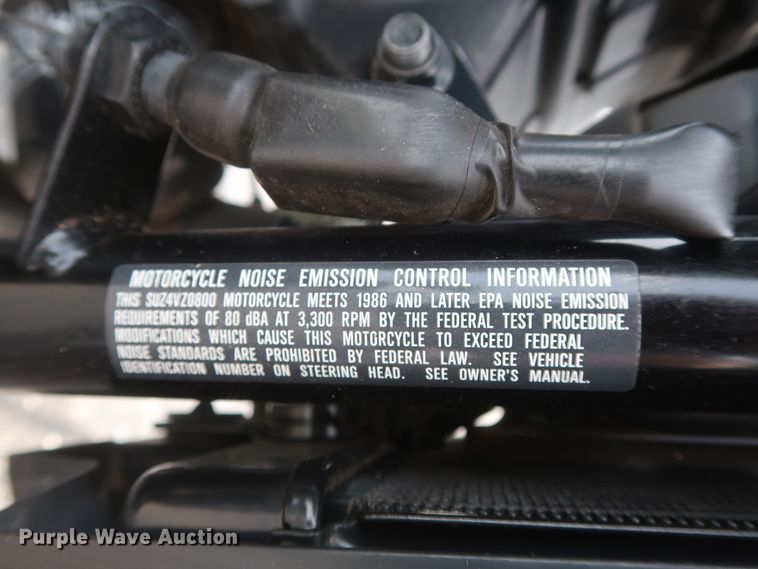 MOTORCYCLE NOISE EMISSION CONTROL INFORMATION
THIS SUZ4VZ0800 MOTORCYCLE MEETS 1986 AND LATER EPA NOISE EMISSION
REQUIREMENTS OF 80 dBA AT 3,300 RPM BY THE FEDERAL TEST PROCEDURE.
MODIFICATIONS WHICH CAUSE THIS MOTORCYCLE TO EXCEED FEDERAL
NOISE STANDARDS ARE PROHIBITED BY FEDERAL LAW. SEE VEHICLE
IDENTIFICATION NUMBER ON STEERING HEAD. SEE OWNER'S MANUAL.
Purple Wave Auction